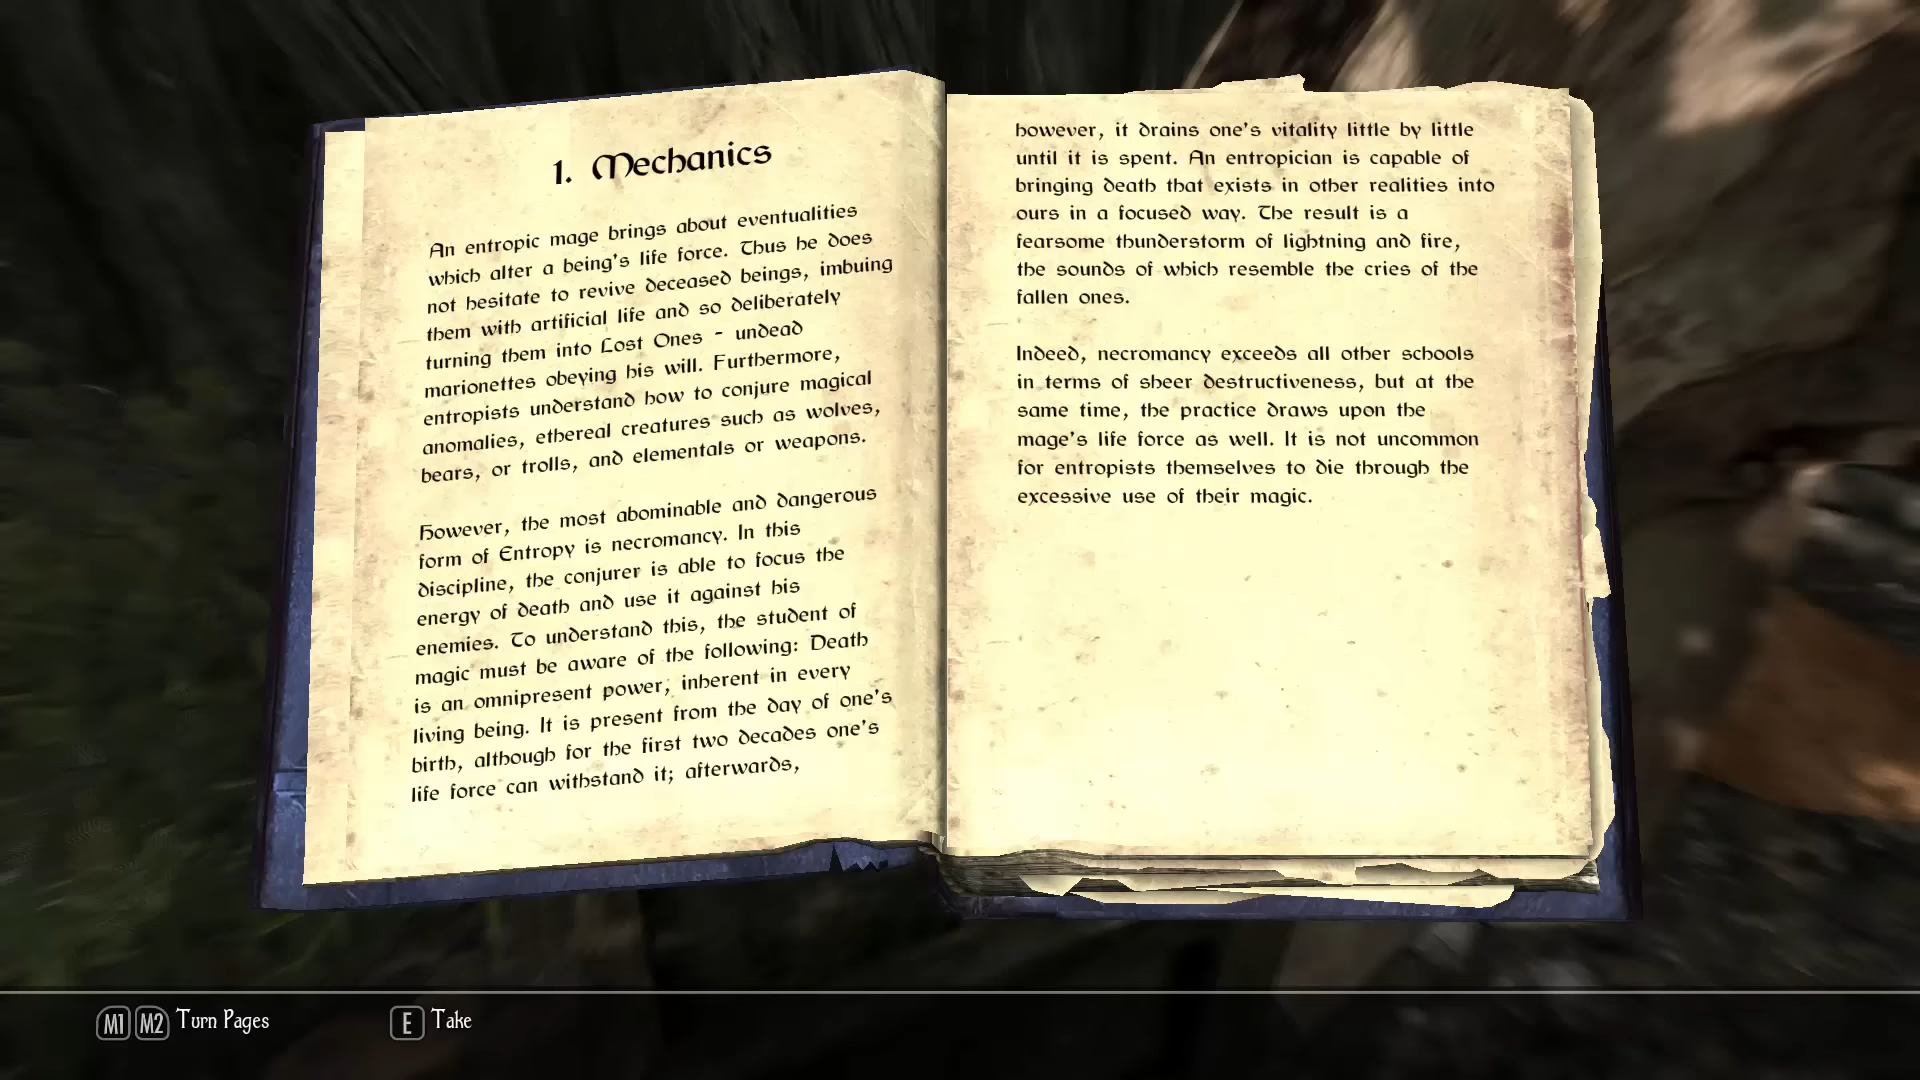 1. Mechanics
An entropic mage brings about eventualities
which alter a being's life force. Thus he does
not hesitate to revive deceased beings, imbuing
them with artificial life and so deliberately
turning them into Lost Ones - undead
marionettes obeying his will. Furthermore,
entropists understand how to conjure magical
anomalies, ethereal creatures such as wolves,
bears, or trolls, and elementals or weapons.
However, the most abominable and dangerous
form of Entropy is necromancy. In this
discipline, the conjurer is able to focus the
energy of death and use it against his
enemies. To understand this, the student of
magic must be aware of the following: Death
is an omnipresent power, inherent in every
living being. It is present from the day of one's
birth, although for the first two decades one's
life force can withstand it; afterwards,
however, it drains one's vitality little by little
until it is spent. An entropician is capable of
bringing death that exists in other realities into
ours in a focused way. The result is a
fearsome thunderstorm of lightning and fire,
the sounds of which resemble the cries of the
fallen ones.
Indeed, necromancy exceeds all other schools
in terms of sheer destructiveness, but at the
same time, the practice draws upon the
mage's life force as well. It is not uncommon
for entropists themselves to die through the
excessive use of their magic.
M1 M2 Turn Pages
E Take